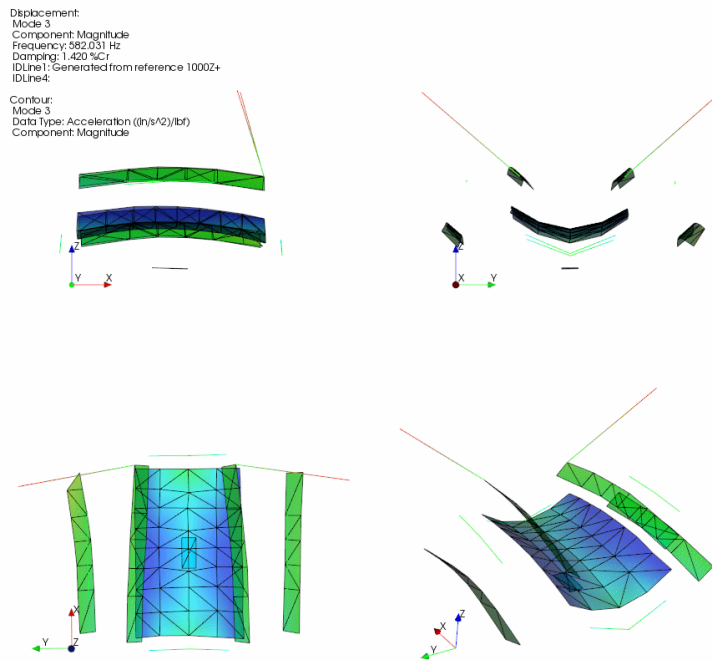 Displacement:
Mode 3
Component: Magnitude
Frequency: 582.031 Hz
Damping: 1.420 %Cr
IDLine1: Generated from reference 1000Z+
IDLine4:
Contour:
Mode 3
Data Type: Acceleration ((in/s^2)/lbf)
Component: Magnitude
Z
Y
X
Z
X
Y
X
Y
Z
Z
X
Y